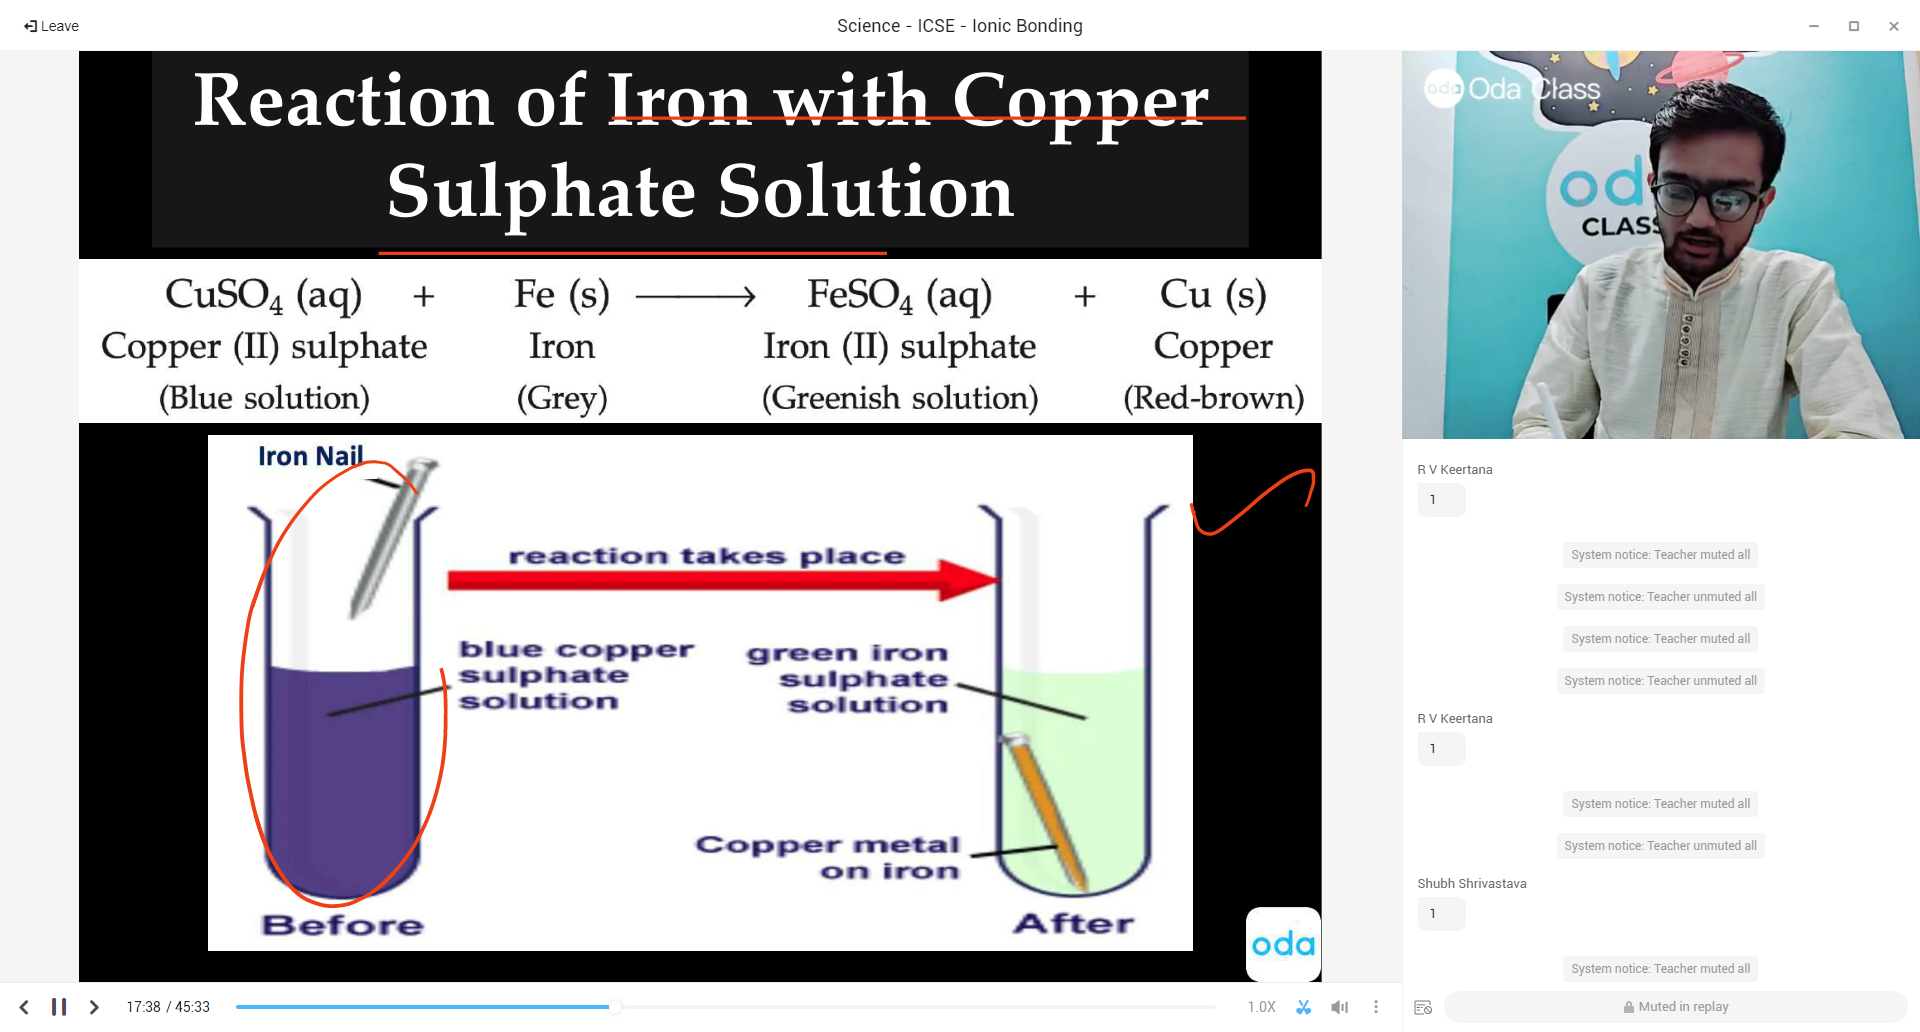 Leave
Science - ICSE - Ionic Bonding
Reaction of Iron with Copper
Sulphate Solution
CuSO₄ (aq) + Fe (s) ⟶ FeSO₄ (aq) + Cu (s)
Copper (II) sulphate Iron Iron (II) sulphate Copper
(Blue solution) (Grey) (Greenish solution) (Red-brown)
Iron Nail
reaction takes place
blue copper
sulphate
solution
green iron
sulphate
solution
Copper metal
on iron
Before
After
oda
17:38 / 45:33
1.0X
oda Oda Class
od
CLASS
R V Keertana
1
System notice: Teacher muted all
System notice: Teacher unmuted all
System notice: Teacher muted all
System notice: Teacher unmuted all
R V Keertana
1
System notice: Teacher muted all
System notice: Teacher unmuted all
Shubh Shrivastava
1
System notice: Teacher muted all
Muted in replay